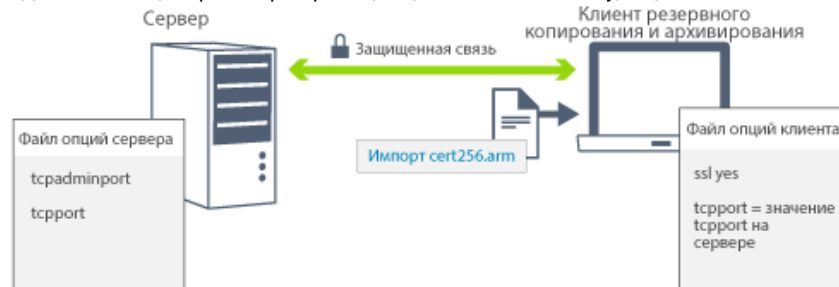 Сервер
Клиент резервного
копирования и архивирования
Защищенная связь
Файл опций сервера
tcpadminport
tcpport
Импорт cert256.arm
Файл опций клиента
ssl yes
tcpport = значение
tcpport на
сервере